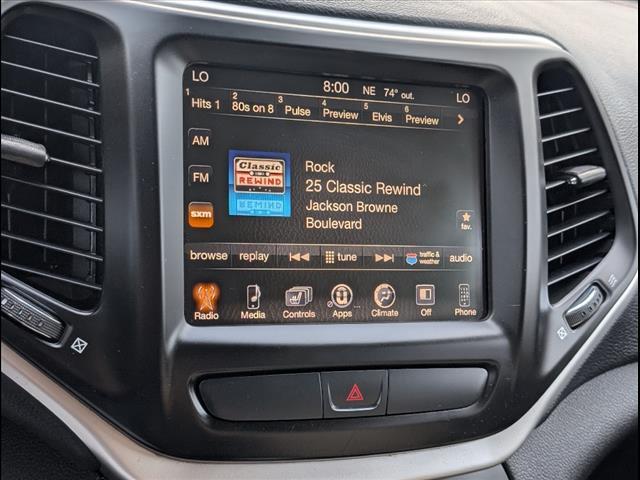 LO 8:00 NE 74° out. LO
1 Hits 1 2 80s on 8 3 Pulse 4 Preview 5 Elvis 6 Preview
AM
FM
sxm
Classic
REWIND
Rock
25 Classic Rewind
Jackson Browne
Boulevard
fav.
browse replay tune traffic & weather audio
Radio Media Controls Apps Climate Off Phone